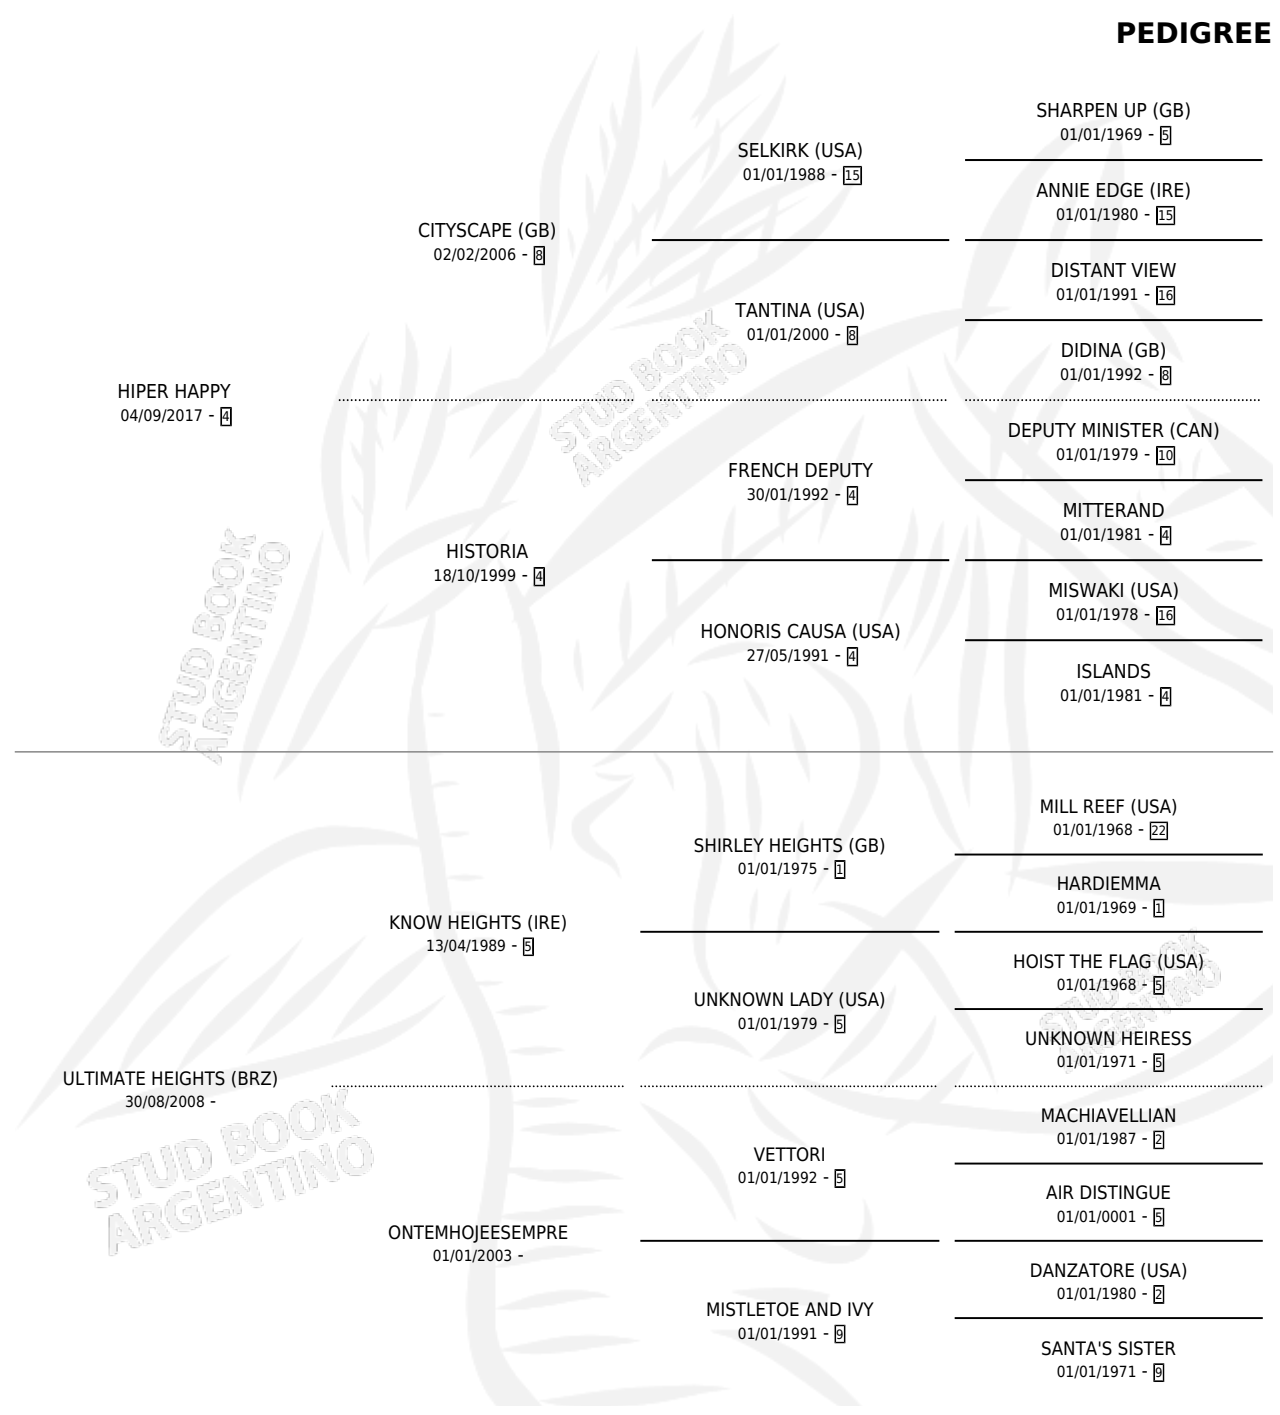 PEDIGREE
SHARPEN UP (GB)
01/01/1969 - 5
SELKIRK (USA)
01/01/1988 - 15
ANNIE EDGE (IRE)
01/01/1980 - 15
CITYSCAPE (GB)
02/02/2006 - 8
DISTANT VIEW
01/01/1991 - 16
TANTINA (USA)
01/01/2000 - 8
DIDINA (GB)
01/01/1992 - 8
HIPER HAPPY
04/09/2017 - 4
DEPUTY MINISTER (CAN)
01/01/1979 - 10
FRENCH DEPUTY
30/01/1992 - 4
MITTERAND
01/01/1981 - 4
HISTORIA
18/10/1999 - 4
MISWAKI (USA)
01/01/1978 - 16
HONORIS CAUSA (USA)
27/05/1991 - 4
ISLANDS
01/01/1981 - 4
MILL REEF (USA)
01/01/1968 - 22
SHIRLEY HEIGHTS (GB)
01/01/1975 - 1
HARDIEMMA
01/01/1969 - 1
KNOW HEIGHTS (IRE)
13/04/1989 - 5
HOIST THE FLAG (USA)
01/01/1968 - 5
UNKNOWN LADY (USA)
01/01/1979 - 5
UNKNOWN HEIRESS
01/01/1971 - 5
ULTIMATE HEIGHTS (BRZ)
30/08/2008 -
MACHIAVELLIAN
01/01/1987 - 2
VETTORI
01/01/1992 - 5
AIR DISTINGUE
01/01/0001 - 5
ONTEMHOJEESEMPRE
01/01/2003 -
DANZATORE (USA)
01/01/1980 - 2
MISTLETOE AND IVY
01/01/1991 - 9
SANTA'S SISTER
01/01/1971 - 9
STUD BOOK
ARGENTINO
STUD BOOK
ARGENTINO
STUD BOOK
ARGENTINO
STUD BOOK
ARGENTINO